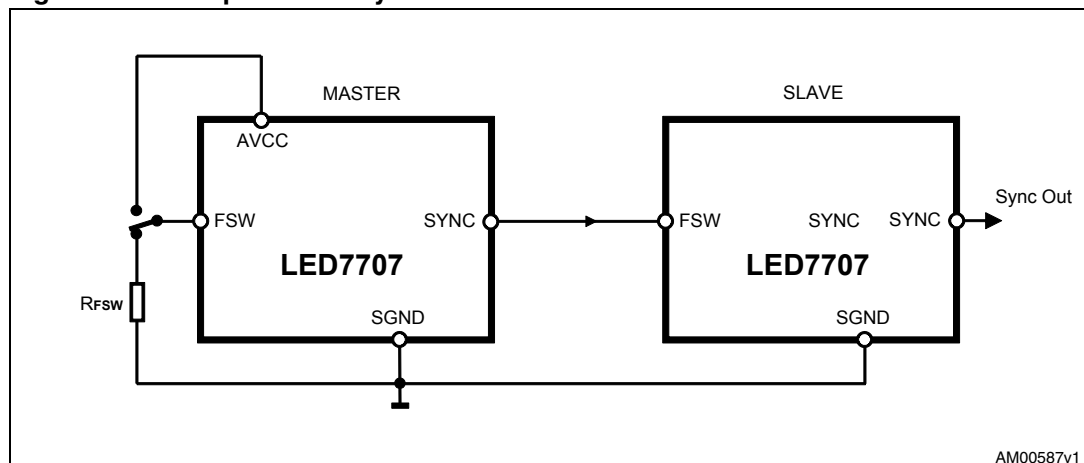 MASTER
SLAVE
AVCC
Sync Out
FSW
SYNC
FSW
SYNC
SYNC
LED7707
LED7707
RFSW
SGND
SGND
AM00587v1